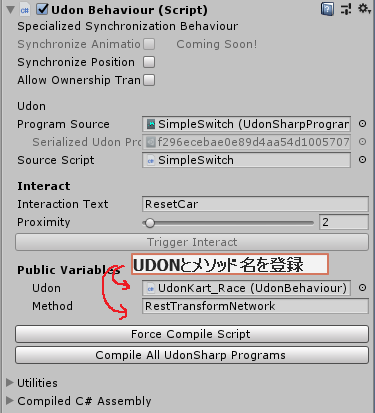 Udon Behaviour (Script)
Specialized Synchronization Behaviour
Synchronize Animatio Coming Soon!
Synchronize Position
Allow Ownership Tran
Udon
Program Source SimpleSwitch (UdonSharpProgram
Serialized Udon Pro f296ecebae0e89d4aa54d1005707
Source Script SimpleSwitch
Interact
Interaction Text ResetCar
Proximity 2
Trigger Interact
UDONとメソッド名を登録
Public Variables
Udon UdonKart_Race (UdonBehaviour)
Method RestTransformNetwork
Force Compile Script
Compile All UdonSharp Programs
Utilities
Compiled C# Assembly